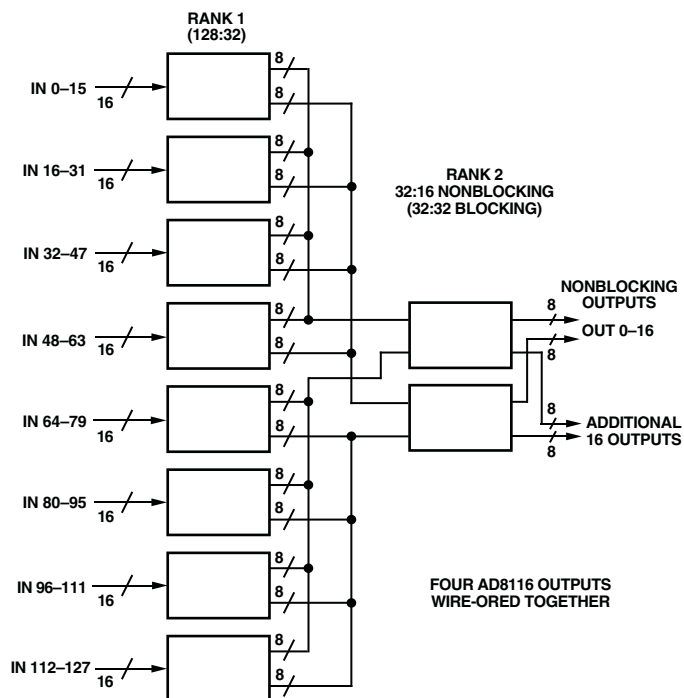 RANK 1
(128:32)
8
IN 0–15
16
8
8
IN 16–31
16
8
RANK 2
32:16 NONBLOCKING
(32:32 BLOCKING)
8
IN 32–47
16
8
NONBLOCKING
OUTPUTS
8
OUT 0–16
8
8
IN 48–63
16
8
8
IN 64–79
16
8
8
ADDITIONAL
16 OUTPUTS
8
8
IN 80–95
16
8
8
IN 96–111
16
8
FOUR AD8116 OUTPUTS
WIRE-ORED TOGETHER
8
IN 112–127
16
8